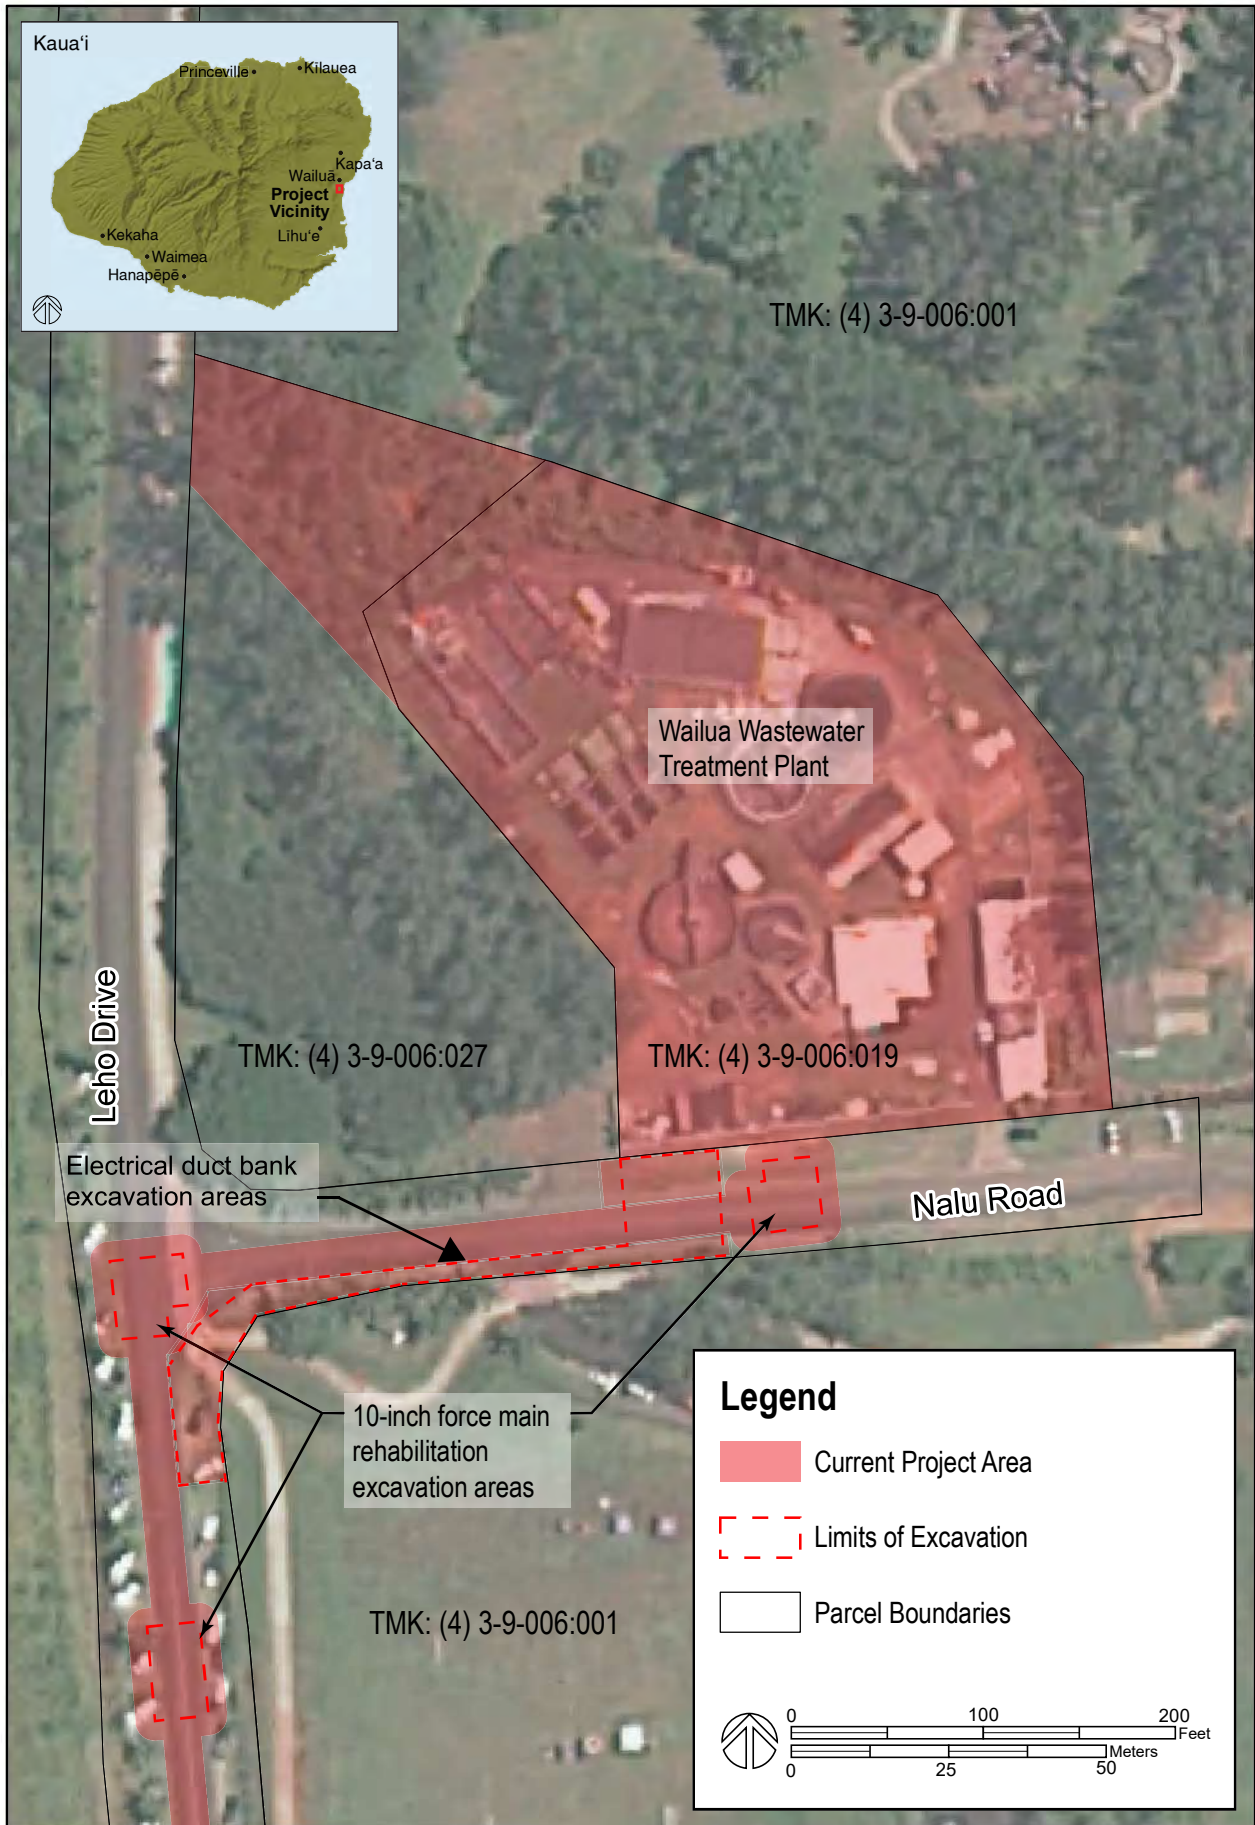 Kaua‘i
Princeville
Kīlauea
Kapa‘a
Wailuā
Project
Vicinity
Līhu‘e
Kekaha
Waimea
Hanapēpē
TMK: (4) 3-9-006:001
Wailua Wastewater
Treatment Plant
Leho Drive
TMK: (4) 3-9-006:027
TMK: (4) 3-9-006:019
Electrical duct bank
excavation areas
Nalu Road
10-inch force main
rehabilitation
excavation areas
TMK: (4) 3-9-006:001
Legend
Current Project Area
Limits of Excavation
Parcel Boundaries
0 100 200
Feet
Meters
0 25 50